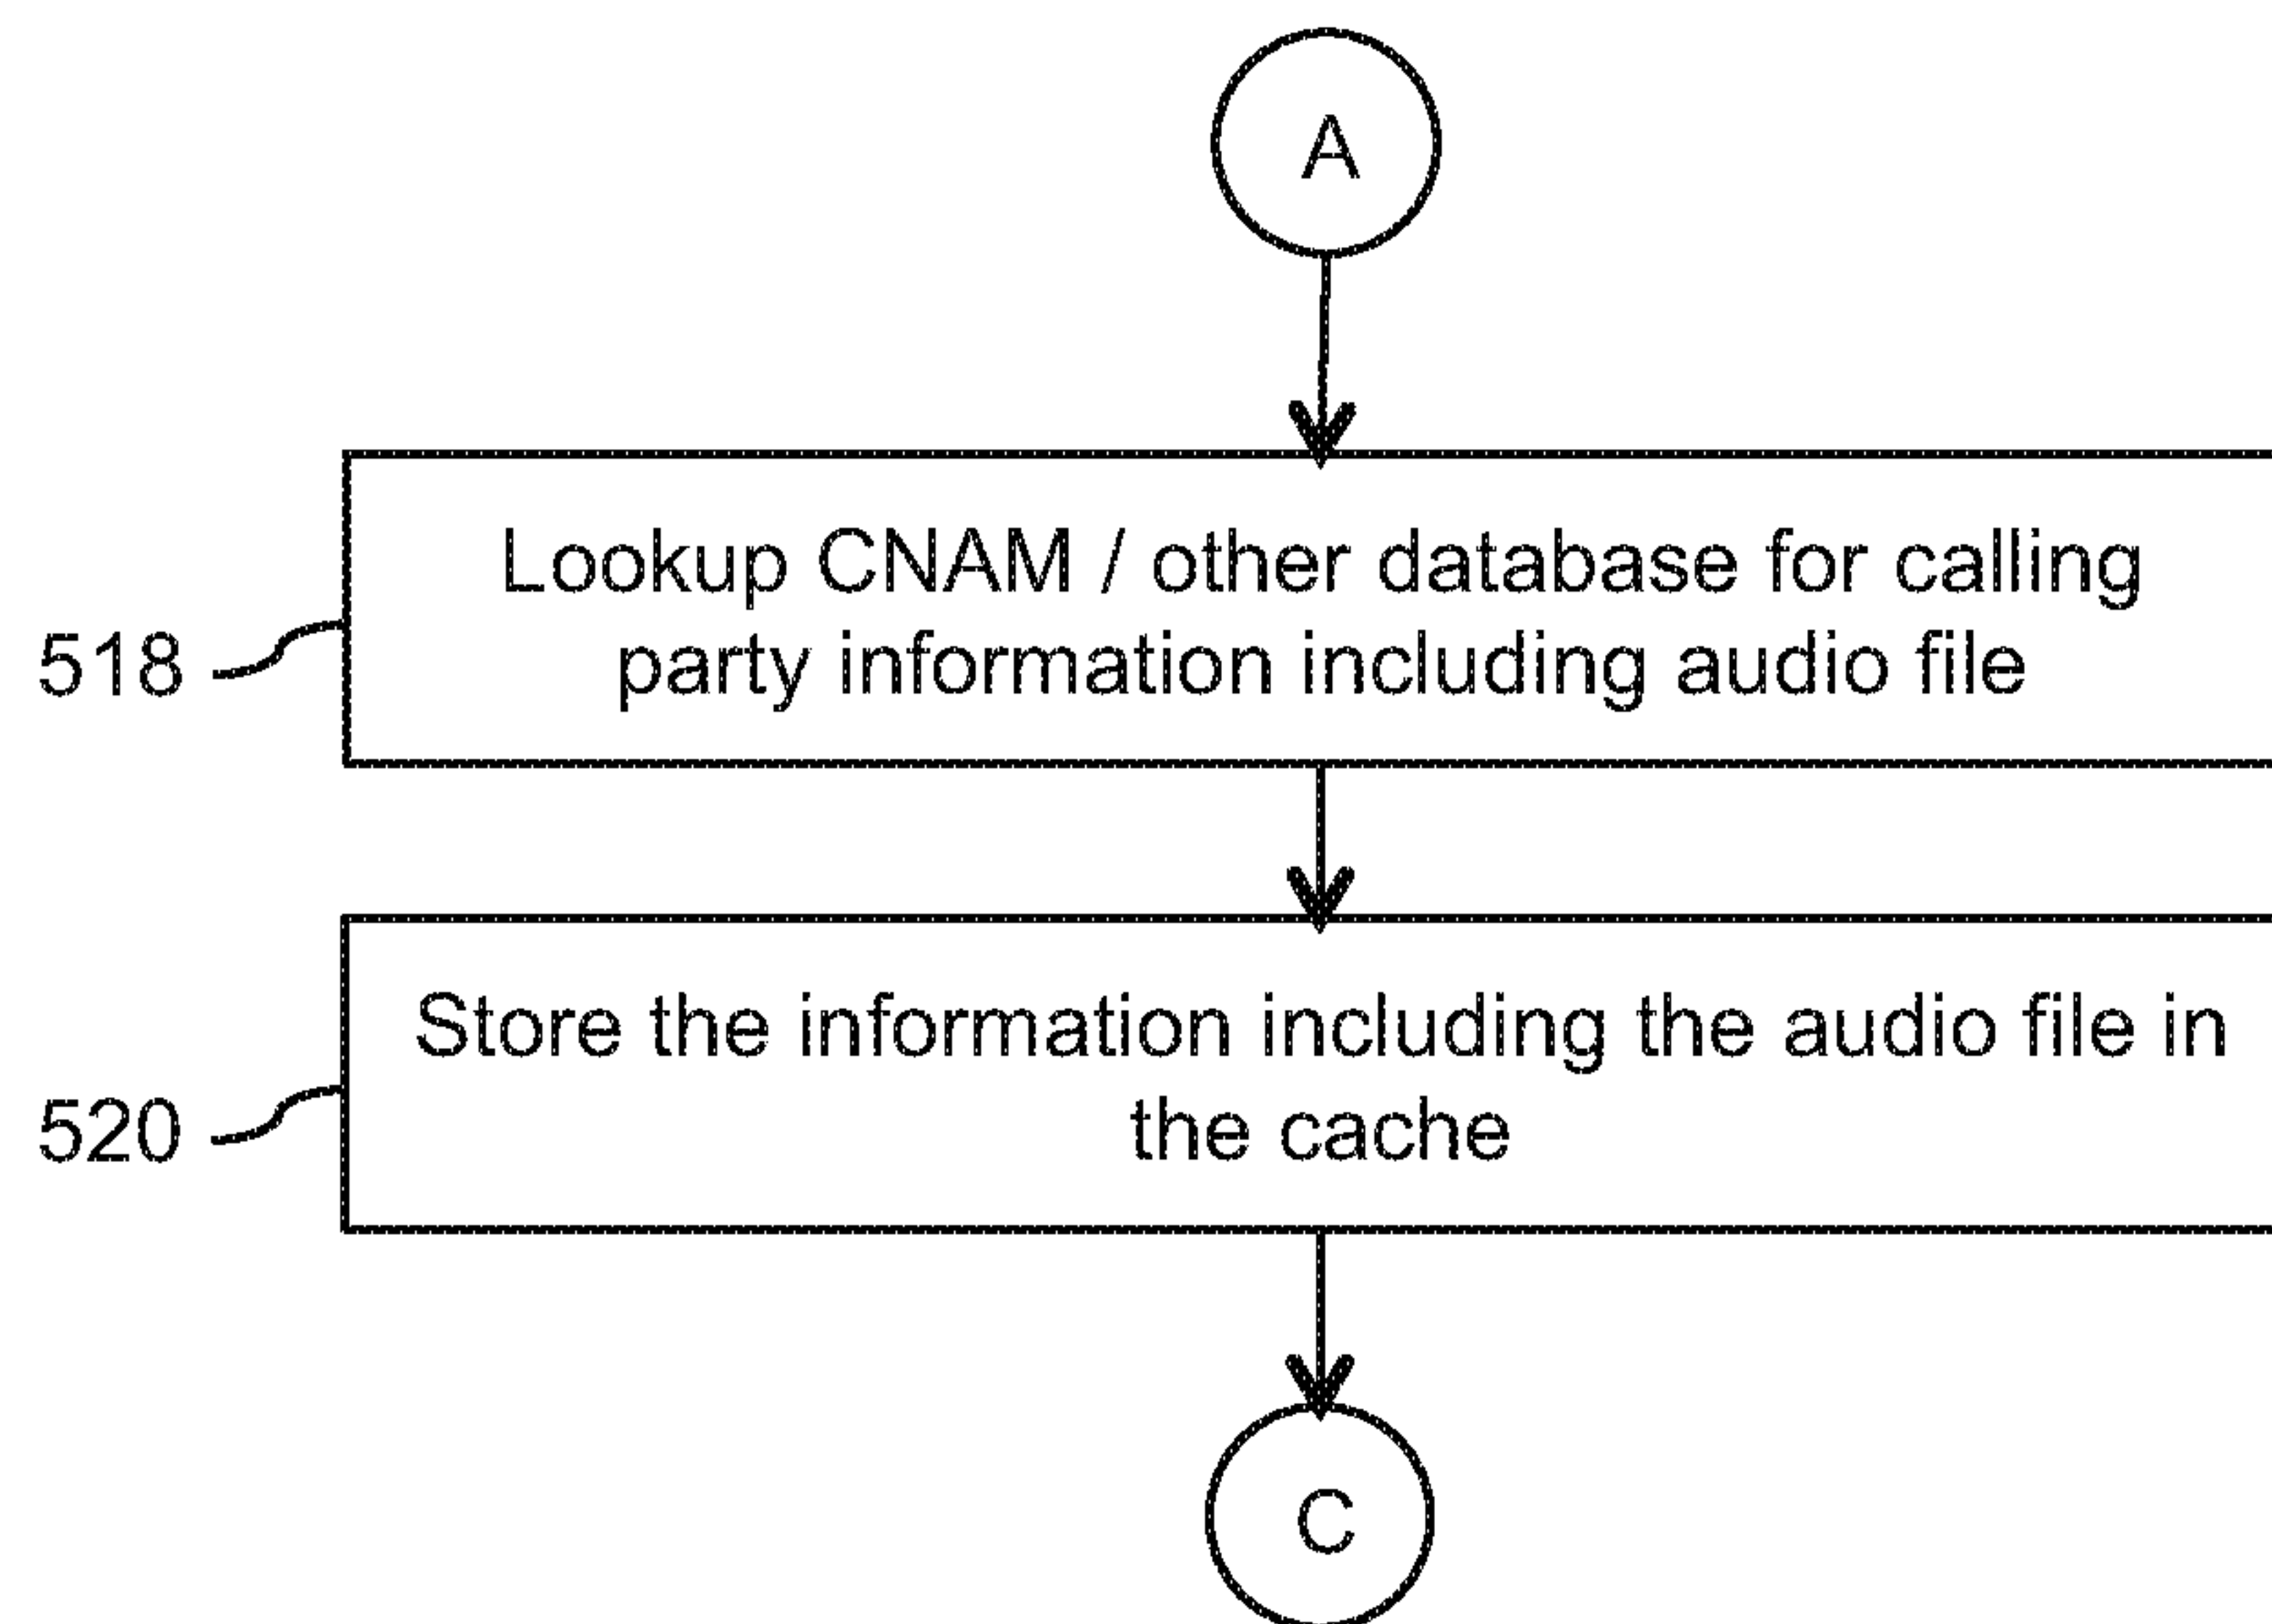 A
Lookup CNAM / other database for calling
party information including audio file
518
Store the information including the audio file in
the cache
520
C